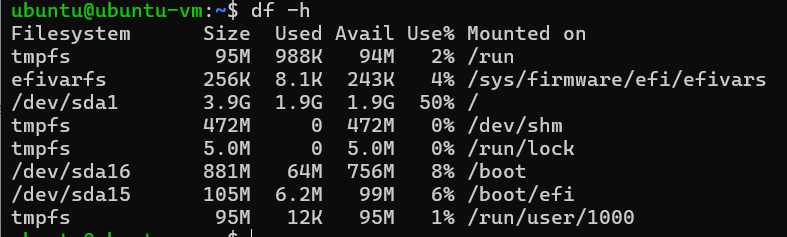 ubuntu@ubuntu-vm:~$ df -h
Filesystem      Size  Used Avail Use% Mounted on
tmpfs            95M  988K   94M   2% /run
efivarfs        256K  8.1K  243K   4% /sys/firmware/efi/efivars
/dev/sda1       3.9G  1.9G  1.9G  50% /
tmpfs           472M     0  472M   0% /dev/shm
tmpfs           5.0M     0  5.0M   0% /run/lock
/dev/sda16      881M   64M  756M   8% /boot
/dev/sda15      105M  6.2M   99M   6% /boot/efi
tmpfs            95M   12K   95M   1% /run/user/1000
ubuntu@ubuntu-vm:~$